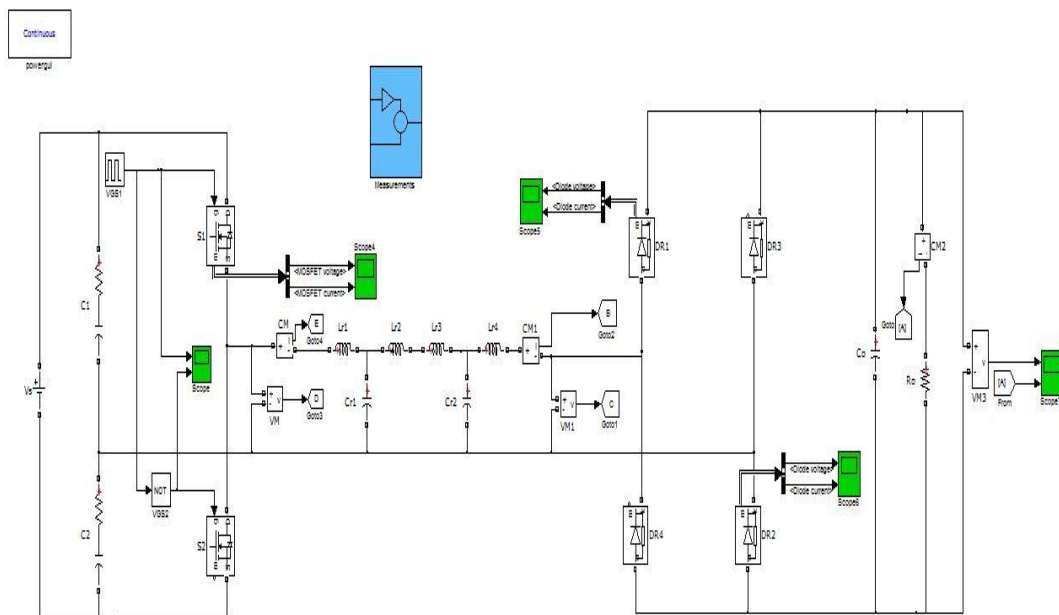 Continuous
powergui
VGB1
Measurements
<Diode voltage>
<Diode current>
Scope5
DR1
DR3
S1
Scope4
<MOSFET voltage>
<MOSFET current>
CM2
C1
CM
E
Goto4
Lr1
Lr2
Lr3
Lr4
CM1
B
Goto2
Goto
[A]
Scope
Vs
VM
D
Goto3
Cr1
Cr2
VM1
C
Goto1
Co
Ro
VM3
[A]
From
Scope
C2
NOT
VGB2
S2
<Diode voltage>
<Diode current>
Scope6
DR4
DR2